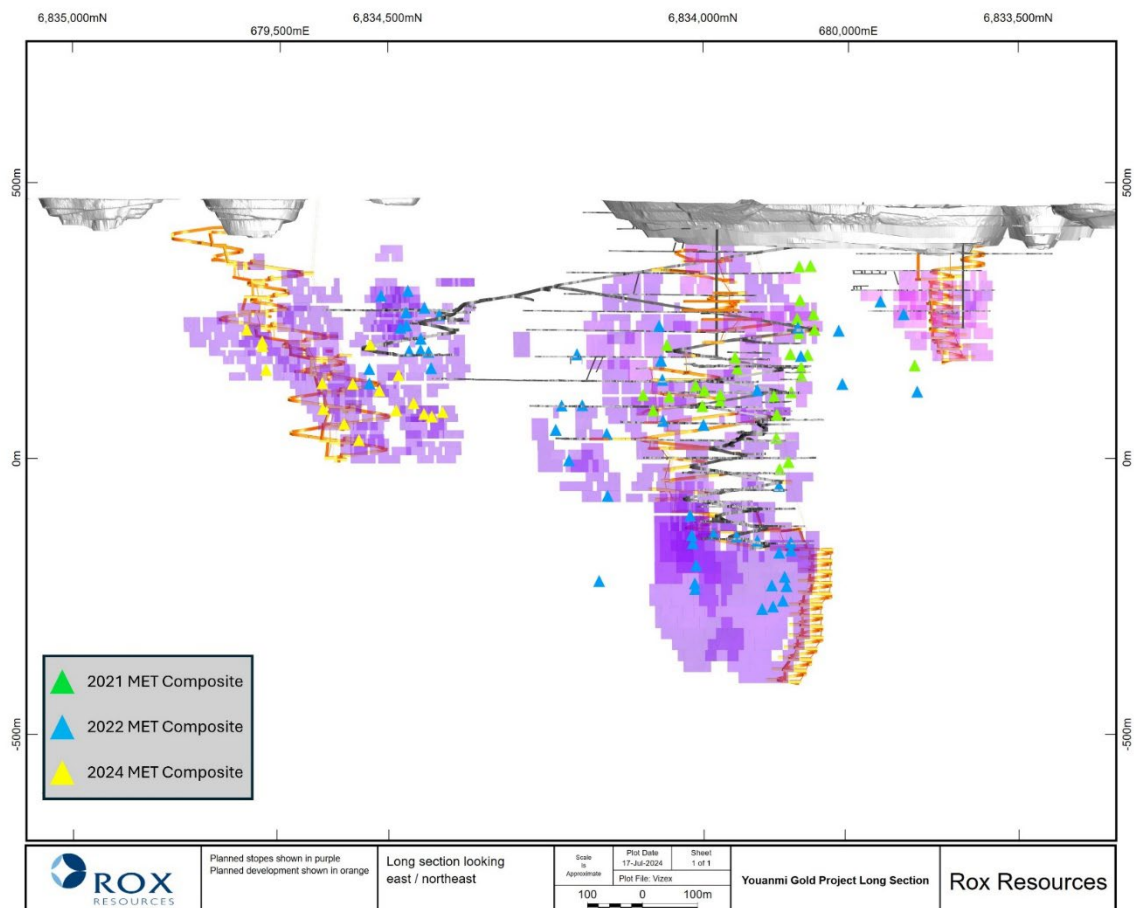 6,835,000mN
6,834,500mN
6,834,000mN
6,833,500mN
679,500mE
680,000mE
500m
500m
0m
0m
-500m
-500m
2021 MET Composite
2022 MET Composite
2024 MET Composite
ROX
RESOURCES
Planned stopes shown in purple
Planned development shown in orange
Long section looking
east / northeast
Scale
Is
Approximate
Plot Date
17-Jul-2024
Sheet
1 of 1
Plot File: Vizex
100 0 100m
Youanmi Gold Project Long Section
Rox Resources